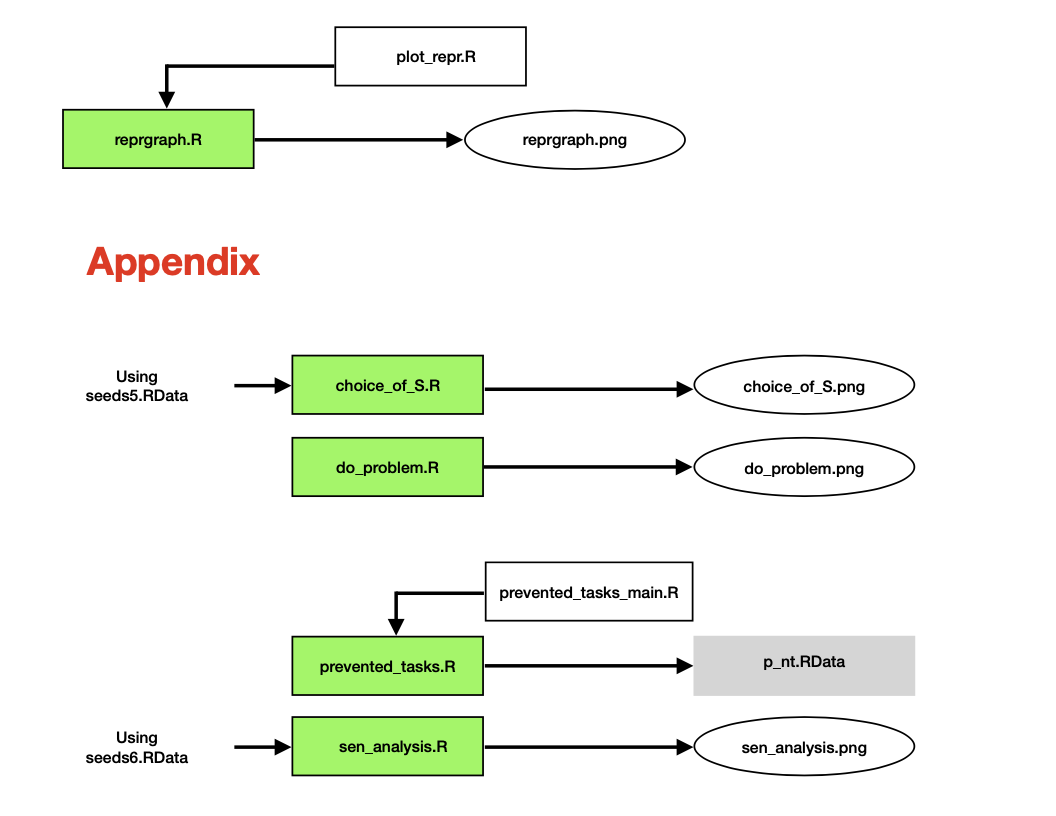 plot_repr.R
reprgraph.R
reprgraph.png
Appendix
Using
seeds5.RData
choice_of_S.R
choice_of_S.png
do_problem.R
do_problem.png
prevented_tasks_main.R
prevented_tasks.R
p_nt.RData
Using
seeds6.RData
sen_analysis.R
sen_analysis.png